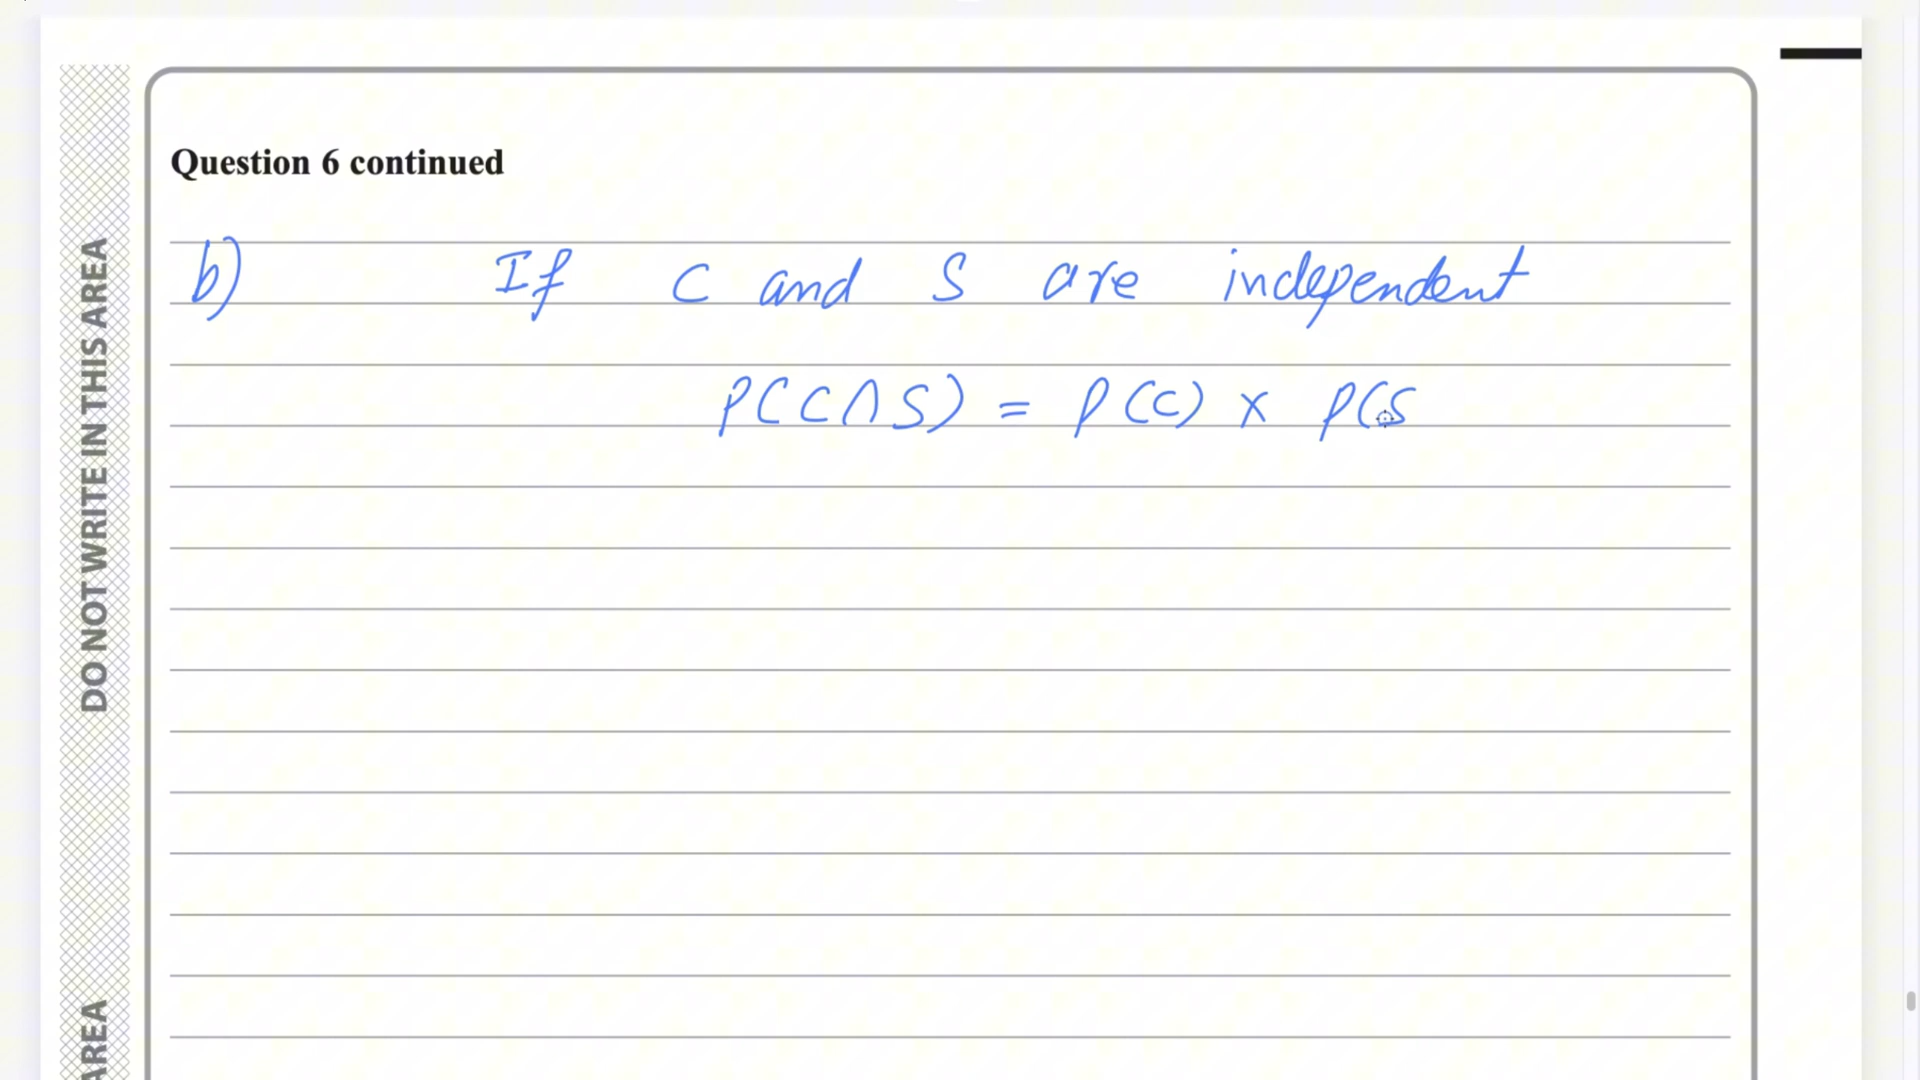 Question 6 continued
b) If C and S are independent
P(C∩S) = P(C) × P(S
DO NOT WRITE IN THIS AREA
AREA